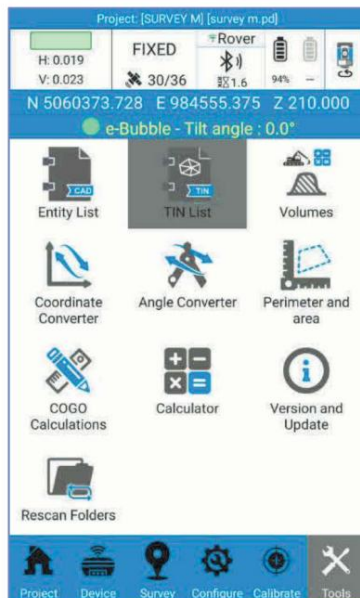 Project: [SURVEY M] [survey m.pd]
H: 0.019
V: 0.023
FIXED
30/36
Rover
1.6
94%
--
N 5060373.728 E 984555.375 Z 210.000
e-Bubble - Tilt angle : 0.0°
CAD
TIN
Entity List
TIN List
Volumes
Coordinate
Converter
Angle Converter
Perimeter and
area
COGO
Calculations
Calculator
Version and
Update
Rescan Folders
Project
Device
Survey
Configure
Calibrate
Tools